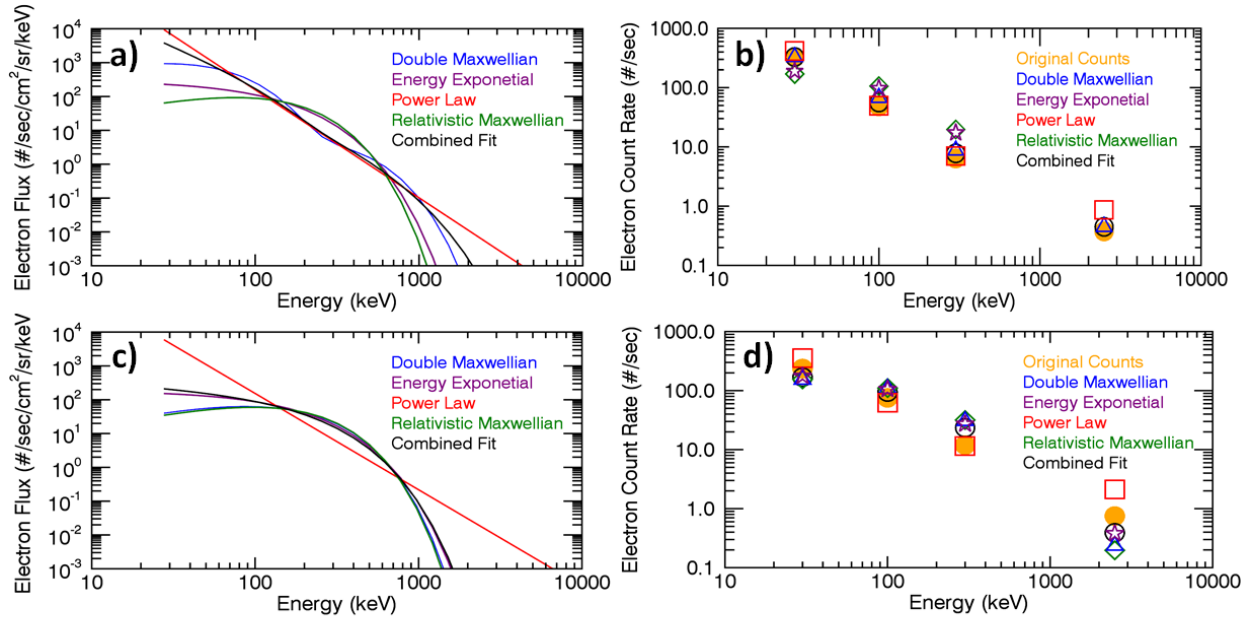 a)
Electron Flux (#/sec/cm²/sr/keV)
10⁴
10³
10²
10¹
10⁰
10⁻¹
10⁻²
10⁻³
Double Maxwellian
Energy Exponetial
Power Law
Relativistic Maxwellian
Combined Fit
10 100 1000 10000
Energy (keV)
b)
Electron Count Rate (#/sec)
1000.0
100.0
10.0
1.0
0.1
Original Counts
Double Maxwellian
Energy Exponetial
Power Law
Relativistic Maxwellian
Combined Fit
10 100 1000 10000
Energy (keV)
c)
Electron Flux (#/sec/cm²/sr/keV)
10⁴
10³
10²
10¹
10⁰
10⁻¹
10⁻²
10⁻³
Double Maxwellian
Energy Exponetial
Power Law
Relativistic Maxwellian
Combined Fit
10 100 1000 10000
Energy (keV)
d)
Electron Count Rate (#/sec)
1000.0
100.0
10.0
1.0
0.1
Original Counts
Double Maxwellian
Energy Exponetial
Power Law
Relativistic Maxwellian
Combined Fit
10 100 1000 10000
Energy (keV)